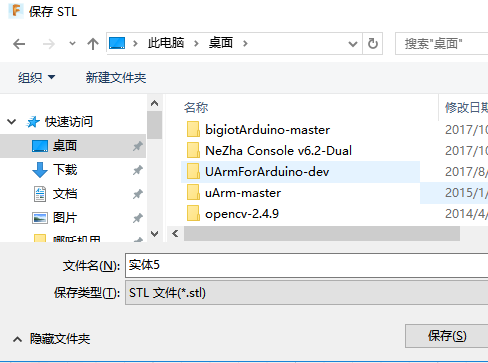 F 保存 STL
此电脑 > 桌面 >
搜索"桌面"
组织 新建文件夹
名称 修改日期
快速访问
桌面
下载
文档
图片
bigiotArduino-master 2017/10
NeZha Console v6.2-Dual 2017/10
UArmForArduino-dev 2017/8/
uArm-master 2015/1/
opencv-2.4.9 2014/4/
文件名(N): 实体5
保存类型(T): STL 文件(*.stl)
隐藏文件夹
保存(S)